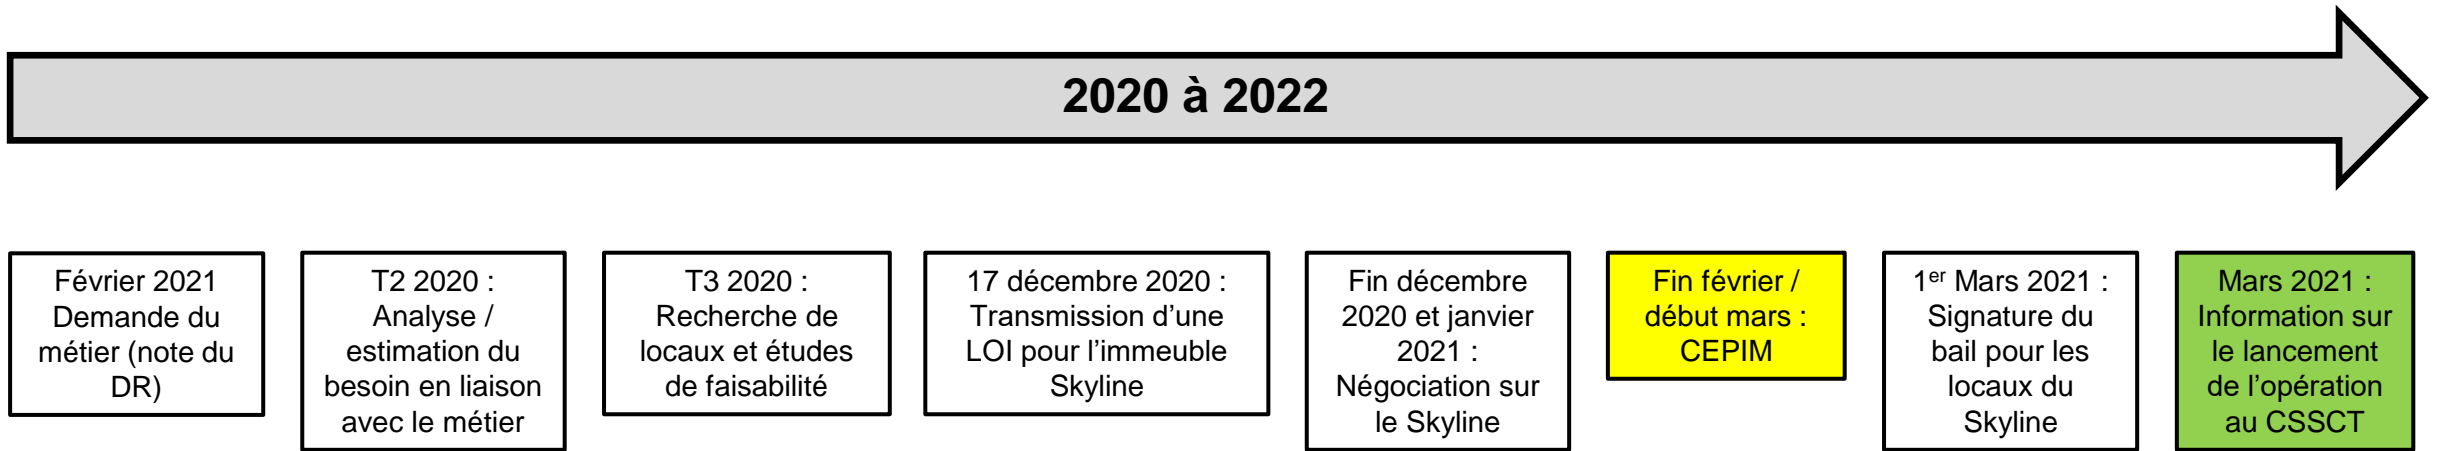 2020 à 2022
Février 2021
Demande du
métier (note du
DR)
T2 2020 :
Analyse /
estimation du
besoin en liaison
avec le métier
T3 2020 :
Recherche de
locaux et études
de faisabilité
17 décembre 2020 :
Transmission d’une
LOI pour l’immeuble
Skyline
Fin décembre
2020 et janvier
2021 :
Négociation sur
le Skyline
Fin février /
début mars :
CEPIM
1er Mars 2021 :
Signature du
bail pour les
locaux du
Skyline
Mars 2021 :
Information sur
le lancement
de l’opération
au CSSCT